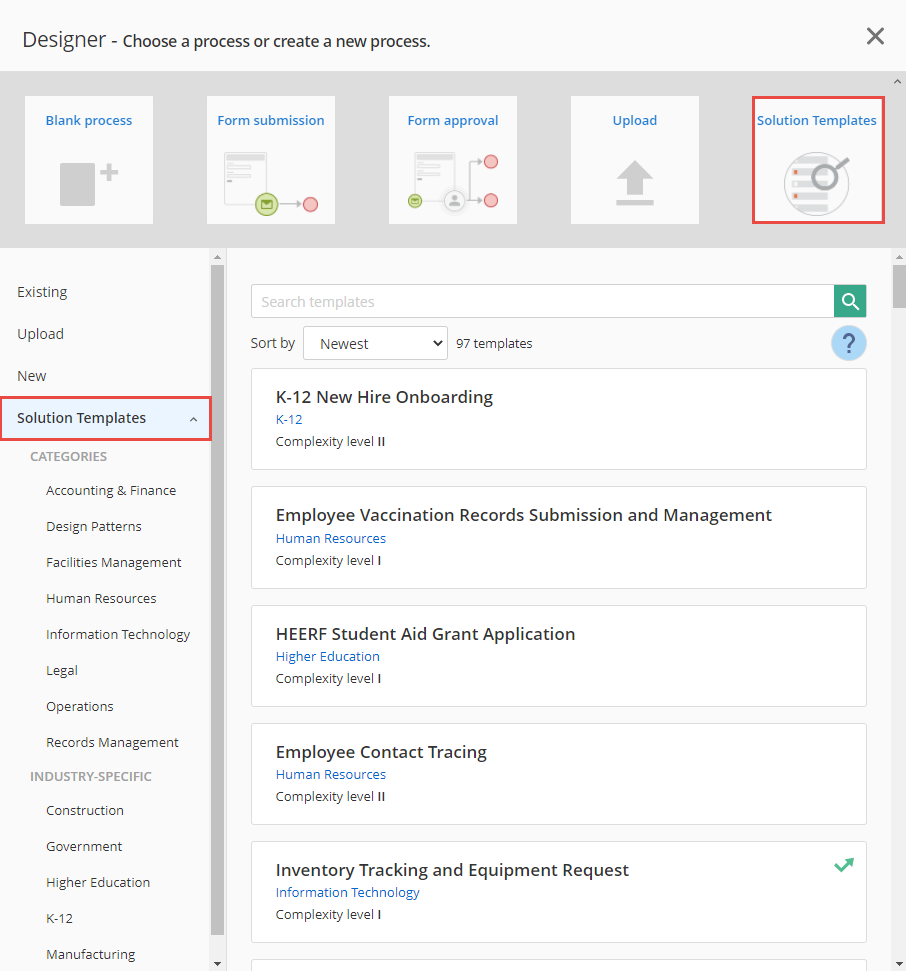 Designer - Choose a process or create a new process.
Blank process
Form submission
Form approval
Upload
Solution Templates
Existing
Upload
New
Solution Templates
CATEGORIES
Accounting & Finance
Design Patterns
Facilities Management
Human Resources
Information Technology
Legal
Operations
Records Management
INDUSTRY-SPECIFIC
Construction
Government
Higher Education
K-12
Manufacturing
Search templates
Sort by Newest 97 templates ?
K-12 New Hire Onboarding
K-12
Complexity level II
Employee Vaccination Records Submission and Management
Human Resources
Complexity level I
HEERF Student Aid Grant Application
Higher Education
Complexity level I
Employee Contact Tracing
Human Resources
Complexity level II
Inventory Tracking and Equipment Request
Information Technology
Complexity level I